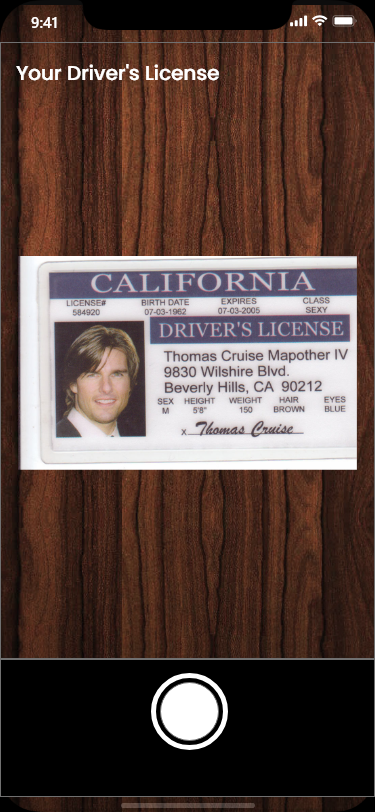 9:41
Your Driver's License
CALIFORNIA
LICENSE# BIRTH DATE EXPIRES CLASS
584920 07-03-1962 07-03-2005 SEXY
DRIVER'S LICENSE
Thomas Cruise Mapother IV
9830 Wilshire Blvd.
Beverly Hills, CA 90212
SEX HEIGHT WEIGHT HAIR EYES
M 5'8" 150 BROWN BLUE
x Thomas Cruise